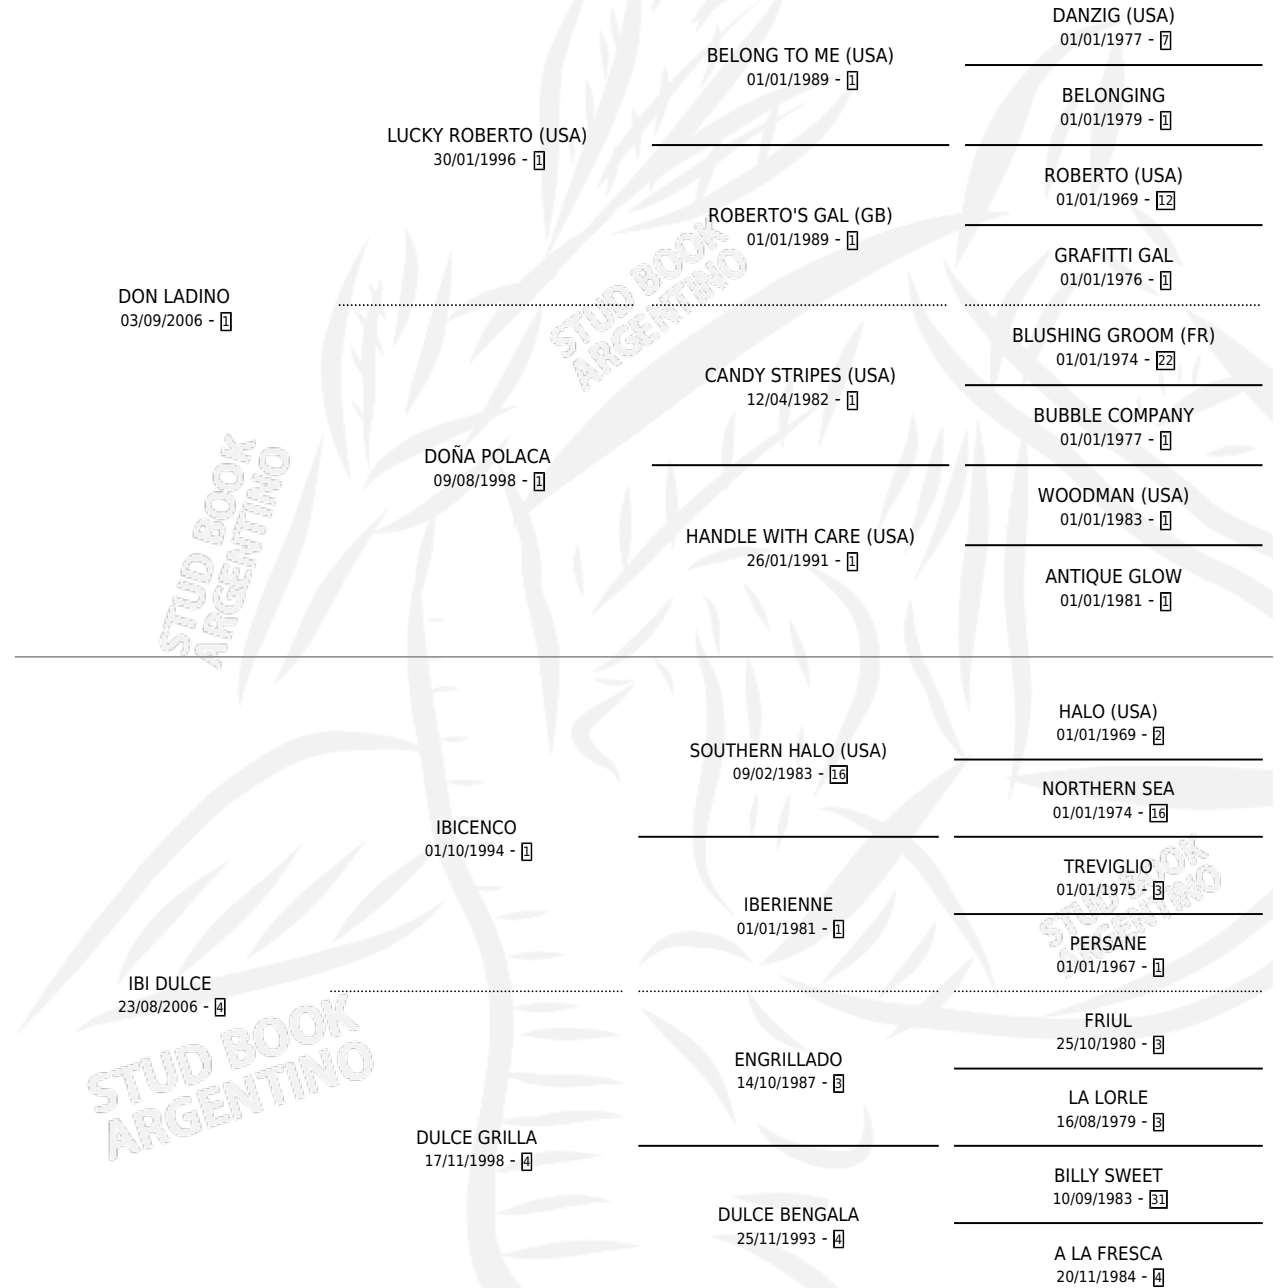 DANZIG (USA)
01/01/1977 - 7
BELONG TO ME (USA)
01/01/1989 - 1
BELONGING
01/01/1979 - 1
LUCKY ROBERTO (USA)
30/01/1996 - 1
ROBERTO (USA)
01/01/1969 - 12
ROBERTO'S GAL (GB)
01/01/1989 - 1
GRAFITTI GAL
01/01/1976 - 1
DON LADINO
03/09/2006 - 1
BLUSHING GROOM (FR)
01/01/1974 - 22
CANDY STRIPES (USA)
12/04/1982 - 1
BUBBLE COMPANY
01/01/1977 - 1
DOÑA POLACA
09/08/1998 - 1
WOODMAN (USA)
01/01/1983 - 1
HANDLE WITH CARE (USA)
26/01/1991 - 1
ANTIQUE GLOW
01/01/1981 - 1
HALO (USA)
01/01/1969 - 2
SOUTHERN HALO (USA)
09/02/1983 - 16
NORTHERN SEA
01/01/1974 - 16
IBICENCO
01/10/1994 - 1
TREVIGLIO
01/01/1975 - 3
IBERIENNE
01/01/1981 - 1
PERSANE
01/01/1967 - 1
IBI DULCE
23/08/2006 - 4
FRIUL
25/10/1980 - 3
ENGRILLADO
14/10/1987 - 3
LA LORLE
16/08/1979 - 3
DULCE GRILLA
17/11/1998 - 4
BILLY SWEET
10/09/1983 - 31
DULCE BENGALA
25/11/1993 - 4
A LA FRESCA
20/11/1984 - 4
STUD BOOK
ARGENTINO
STUD BOOK
ARGENTINO
STUD BOOK
ARGENTINO
STUD BOOK
ARGENTINO